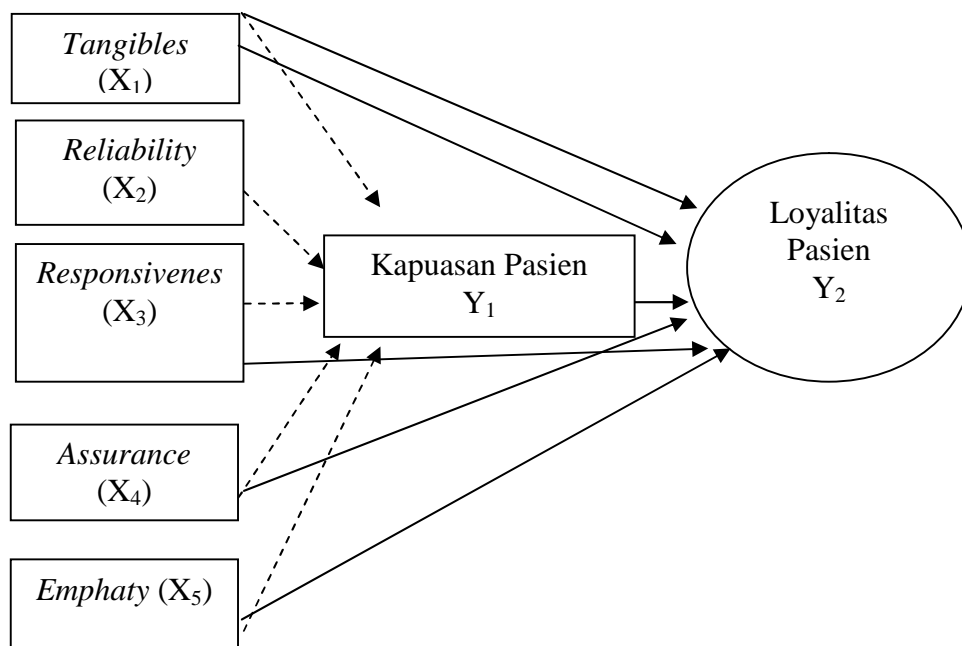 Tangibles
(X₁)
Reliability
(X₂)
Responsivenes
(X₃)
Assurance
(X₄)
Emphaty (X₅)
Kapuasan Pasien
Y₁
Loyalitas
Pasien
Y₂